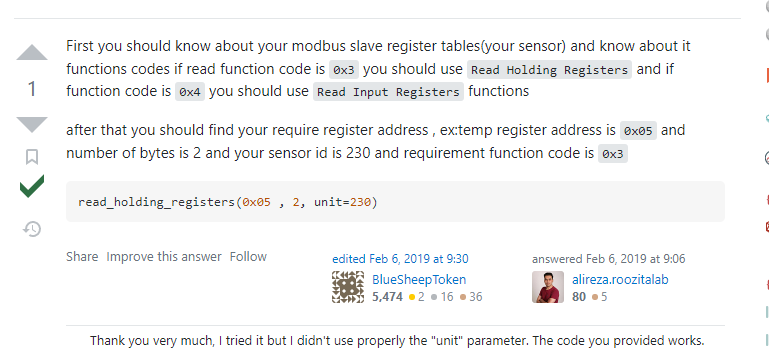 First you should know about your modbus slave register tables(your sensor) and know about it
functions codes if read function code is 0x3 you should use Read Holding Registers and if
function code is 0x4 you should use Read Input Registers functions
1
after that you should find your require register address , ex:temp register address is 0x05 and
number of bytes is 2 and your sensor id is 230 and requirement function code is 0x3
read_holding_registers(0x05 , 2, unit=230)
Share Improve this answer Follow
edited Feb 6, 2019 at 9:30
BlueSheepToken
5,474 2 16 36
answered Feb 6, 2019 at 9:06
alireza.roozitalab
80 5
Thank you very much, I tried it but I didn't use properly the "unit" parameter. The code you provided works.